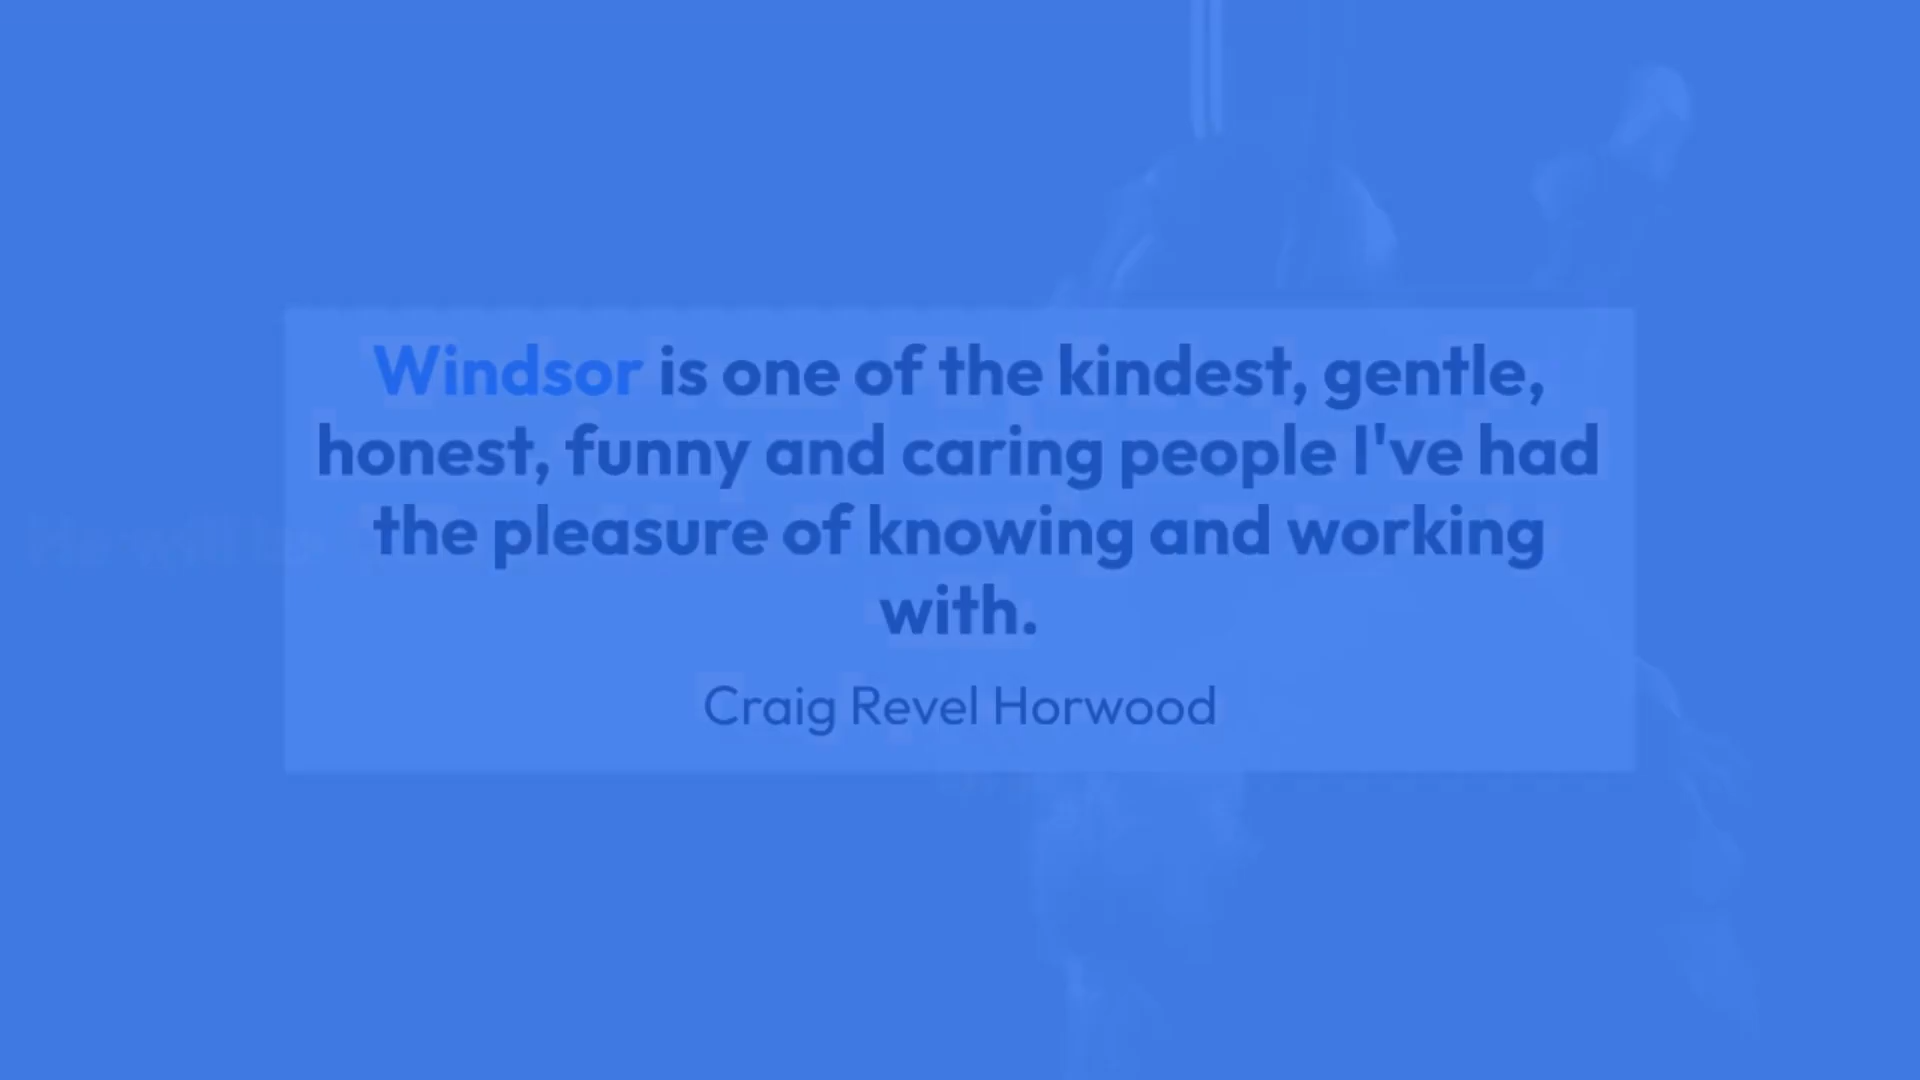 Windsor is one of the kindest, gentle,
honest, funny and caring people I've had
the pleasure of knowing and working
with.
Craig Revel Horwood